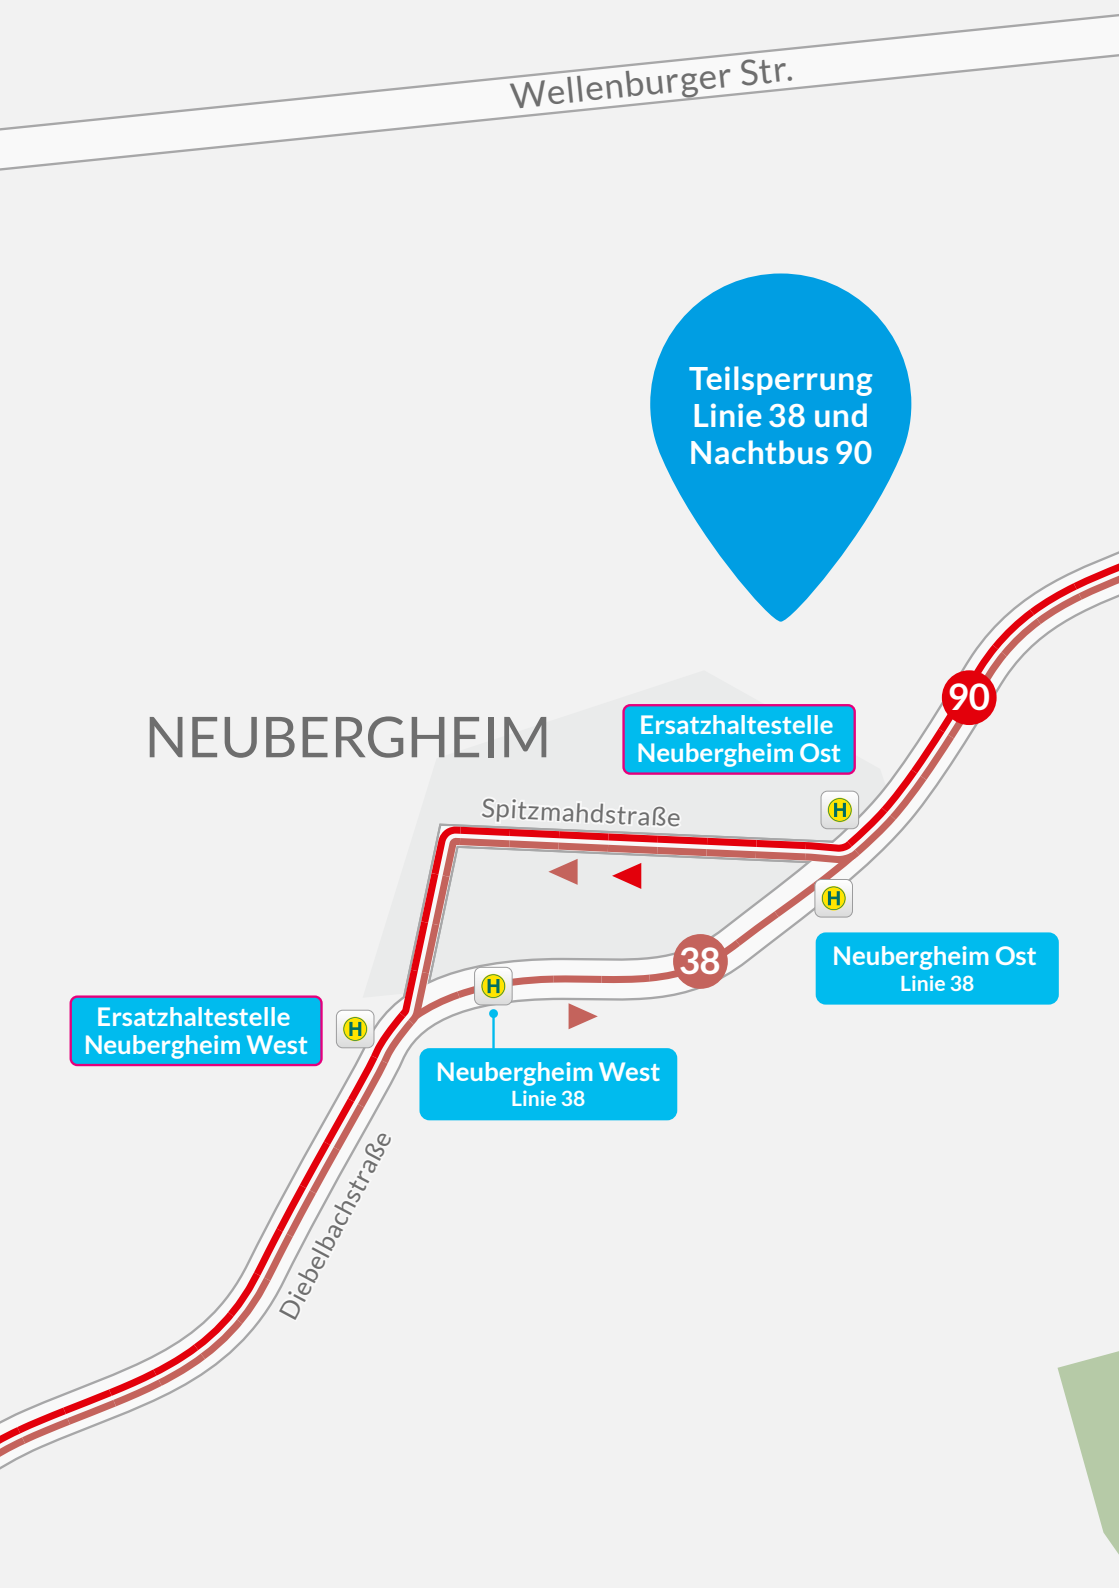 Wellenburger Str.
Teilsperrung
Linie 38 und
Nachtbus 90
90
NEUBERGHEIM
Ersatzhaltestelle
Neubergheim Ost
Spitzmahdstraße
H
H
Neubergheim Ost
Linie 38
38
H
Ersatzhaltestelle
Neubergheim West
H
Neubergheim West
Linie 38
Diebelbachstraße